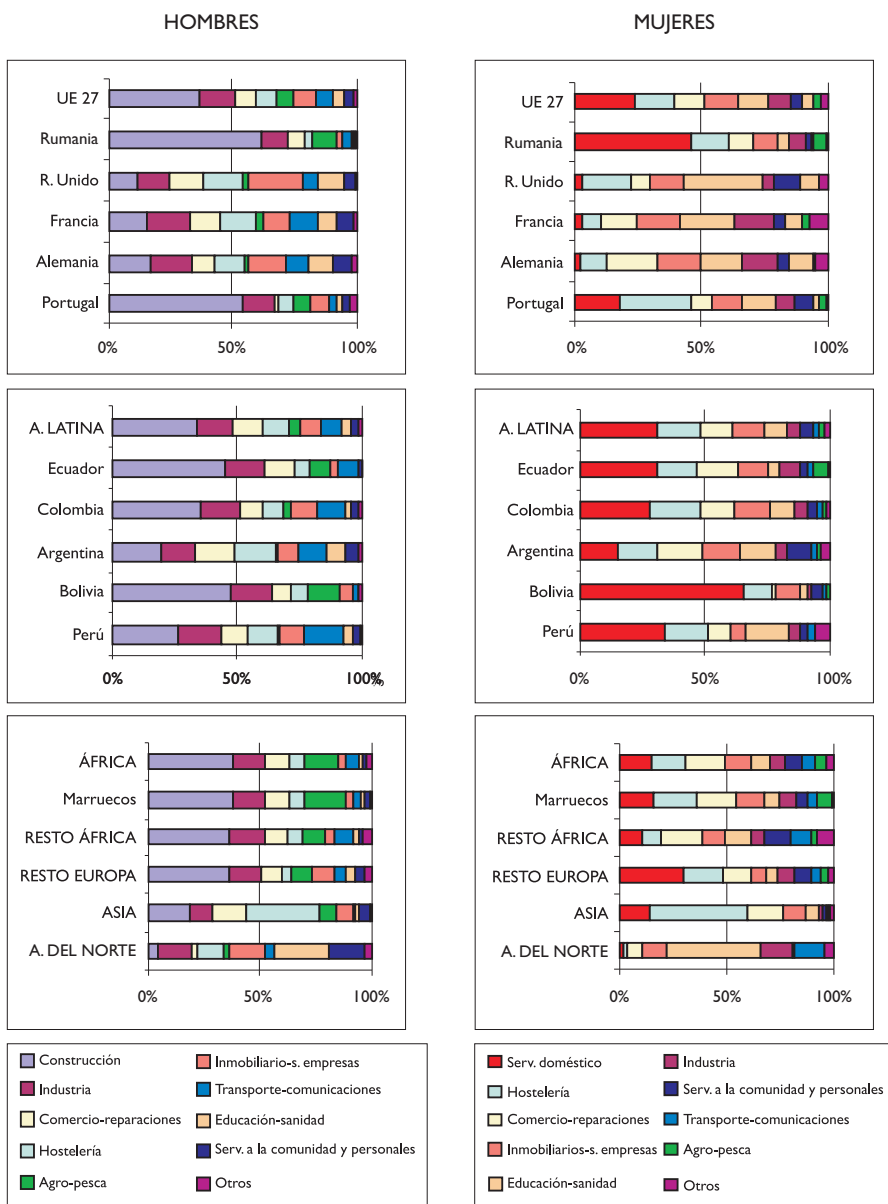 HOMBRES
UE 27
Rumania
R. Unido
Francia
Alemania
Portugal
0% 50% 100%
A. LATINA
Ecuador
Colombia
Argentina
Bolivia
Perú
0% 50% 100%
ÁFRICA
Marruecos
RESTO ÁFRICA
RESTO EUROPA
ASIA
A. DEL NORTE
0% 50% 100%
Construcción
Industria
Comercio-reparaciones
Hostelería
Agro-pesca
Inmobiliario-s. empresas
Transporte-comunicaciones
Educación-sanidad
Serv. a la comunidad y personales
Otros
MUJERES
UE 27
Rumania
R. Unido
Francia
Alemania
Portugal
0% 50% 100%
A. LATINA
Ecuador
Colombia
Argentina
Bolivia
Perú
0% 50% 100%
ÁFRICA
Marruecos
RESTO ÁFRICA
RESTO EUROPA
ASIA
A. DEL NORTE
0% 50% 100%
Serv. doméstico
Hostelería
Comercio-reparaciones
Inmobiliarios-s. empresas
Educación-sanidad
Industria
Serv. a la comunidad y personales
Transporte-comunicaciones
Agro-pesca
Otros